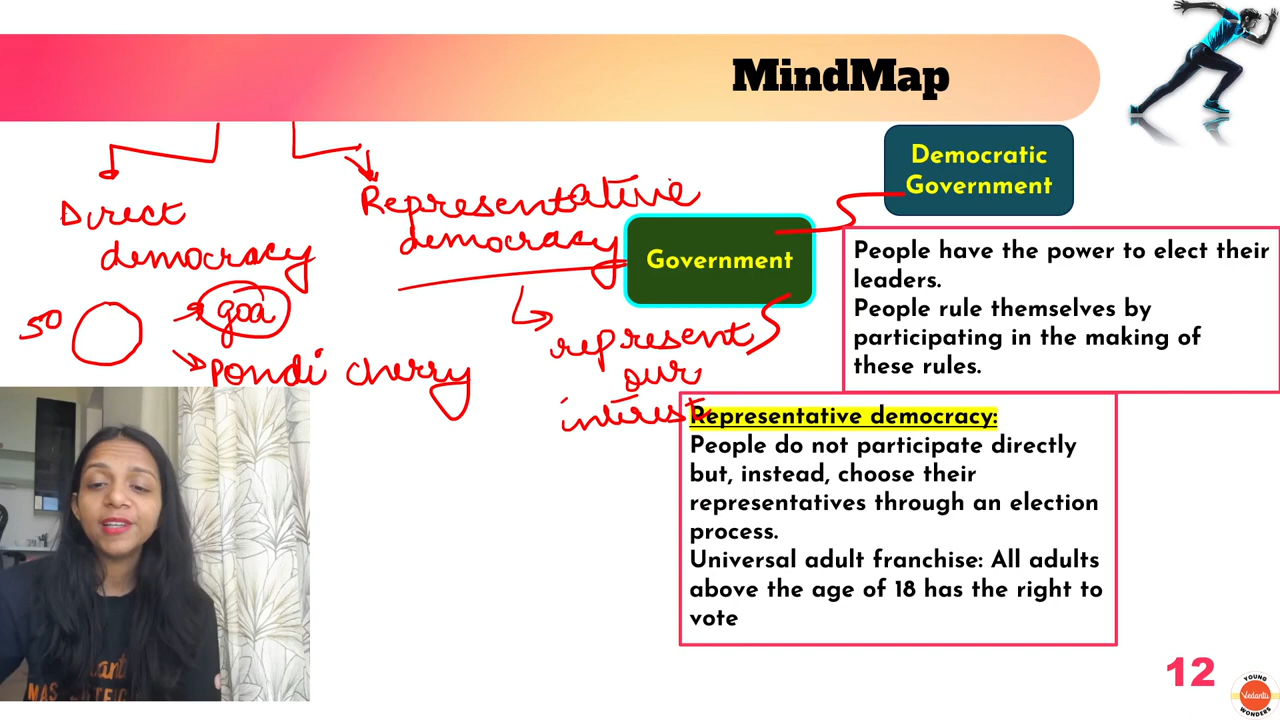 MindMap
Democratic
Government
Direct
democracy
Representative
democracy
Government
People have the power to elect their
leaders.
People rule themselves by
participating in the making of
these rules.
50
goa
Pondi cherry
represent
our
interest
Representative democracy:
People do not participate directly
but, instead, choose their
representatives through an election
process.
Universal adult franchise: All adults
above the age of 18 has the right to
vote
12
YOUNG
Vedantu
WONDERS